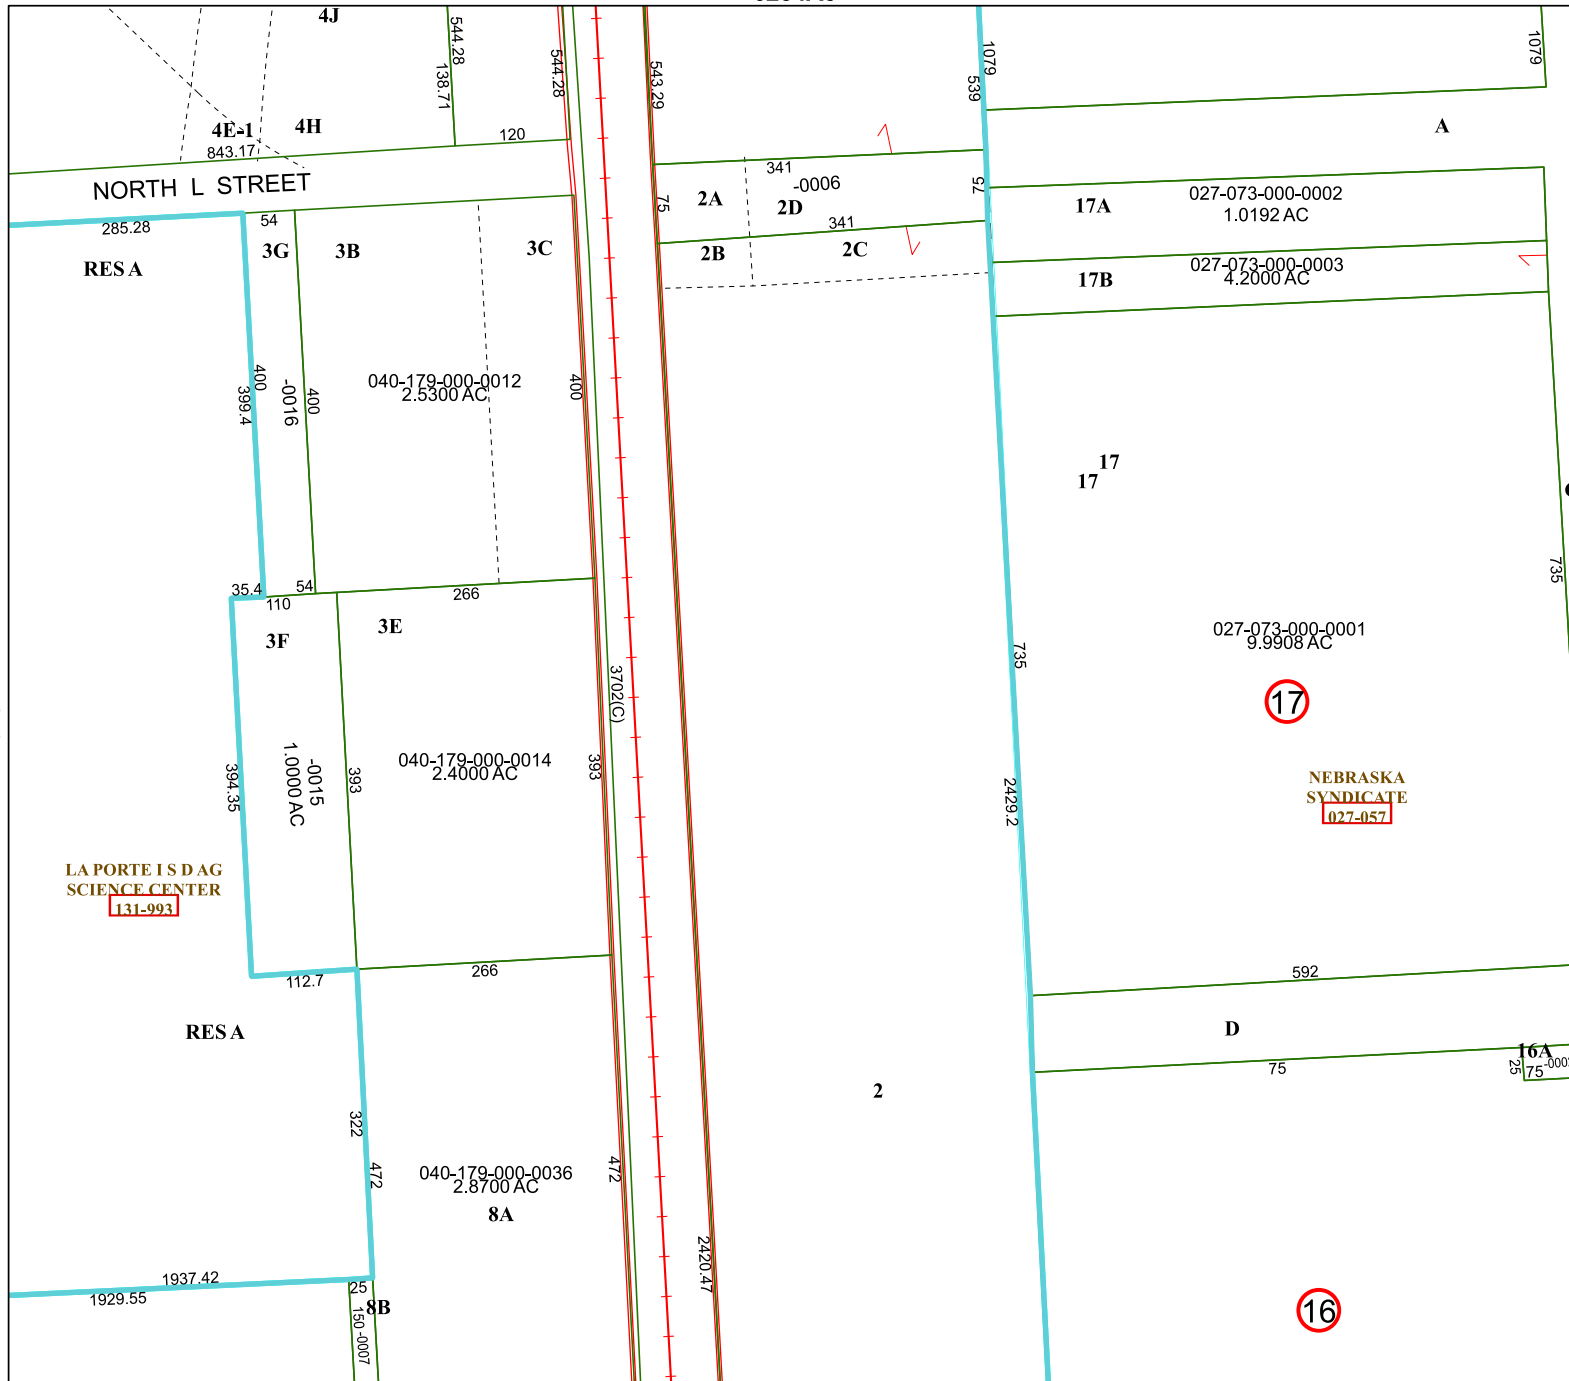 4J
544.28
138.71
544.28
543.29
1079
539
1079
4E-1
4H
843.17
120
A
NORTH L STREET
341
-0006
75
2A
2D
75
341
2B
2C
17A
027-073-000-0002
1.0192 AC
027-073-000-0003
17B
4.2000 AC
285.28
54
RES A
3G
3B
3C
400
399.4
-0016
400
040-179-000-0012
2.5300 AC
400
17
17
735
35.4
54
110
266
3F
3E
027-073-000-0001
9.9908 AC
735
3702(C)
17
394.35
-0015
1.0000 AC
393
040-179-000-0014
2.4000 AC
393
2429.2
NEBRASKA
SYNDICATE
027-057
LA PORTE I S D AG
SCIENCE CENTER
131-993
112.7
266
592
RES A
D
16A
75
25
75
2
322
472
040-179-000-0036
2.8700 AC
8A
472
2420.47
1937.42
1929.55
25
8B
150
-0007
16